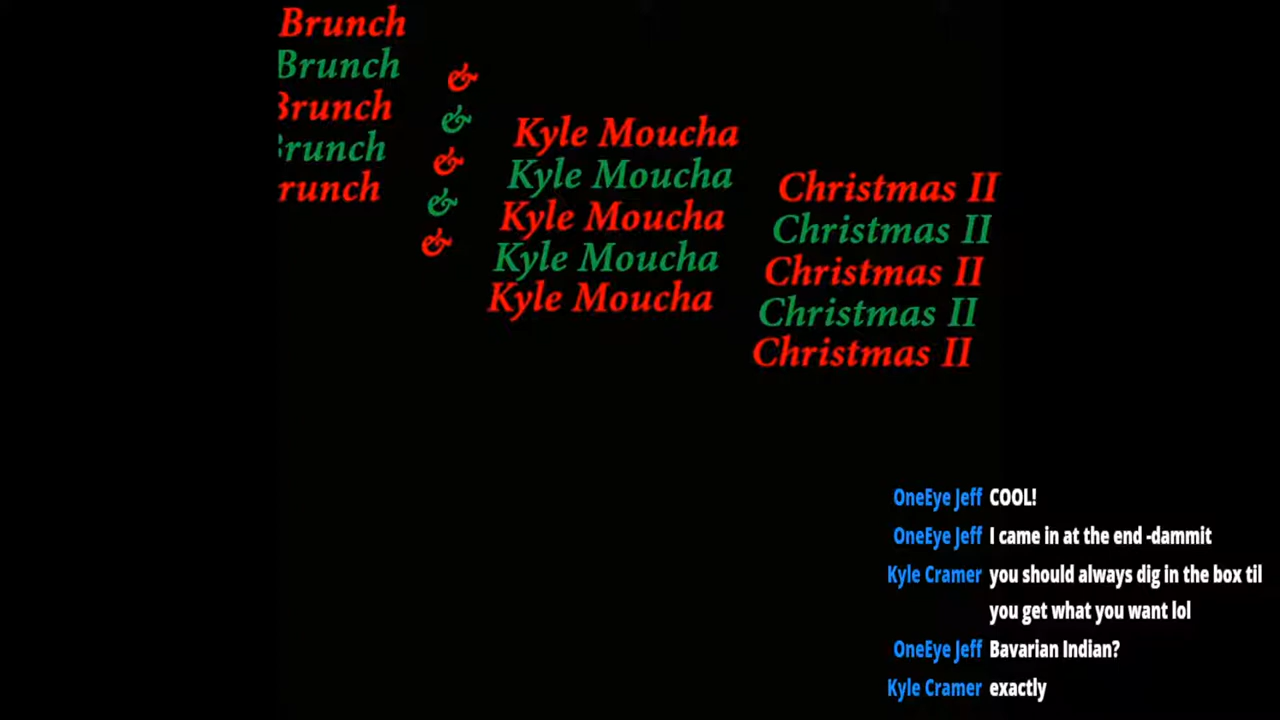 Brunch
Brunch
Brunch
Brunch
Brunch
&
&
&
&
&
Kyle Moucha
Kyle Moucha
Kyle Moucha
Kyle Moucha
Kyle Moucha
Christmas II
Christmas II
Christmas II
Christmas II
Christmas II
OneEye Jeff COOL!
OneEye Jeff I came in at the end -dammit
Kyle Cramer you should always dig in the box til
you get what you want lol
OneEye Jeff Bavarian Indian?
Kyle Cramer exactly